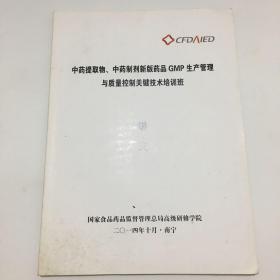 CFDAIED
中药提取物、中药制剂新版药品 GMP 生产管理
与质量控制关键技术培训班
国家食品药品监督管理总局高级研修学院
二〇一四年十月·南宁